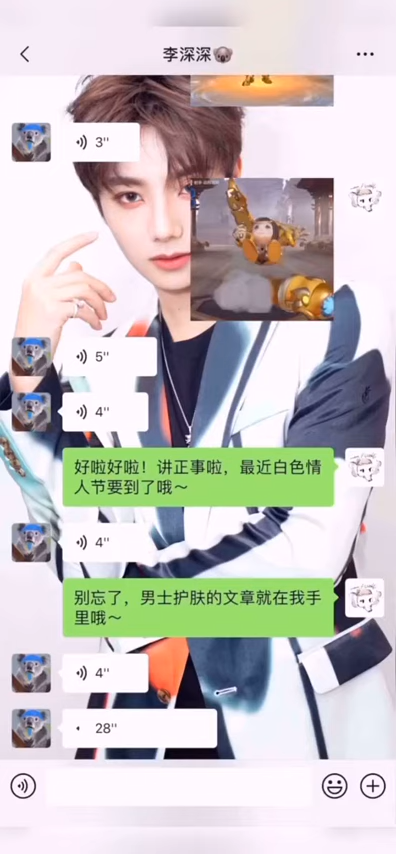 李深深🐨
3''
5''
4''
好啦好啦！讲正事啦，最近白色情
人节要到了哦～
4''
别忘了，男士护肤的文章就在我手
里哦～
4''
28''